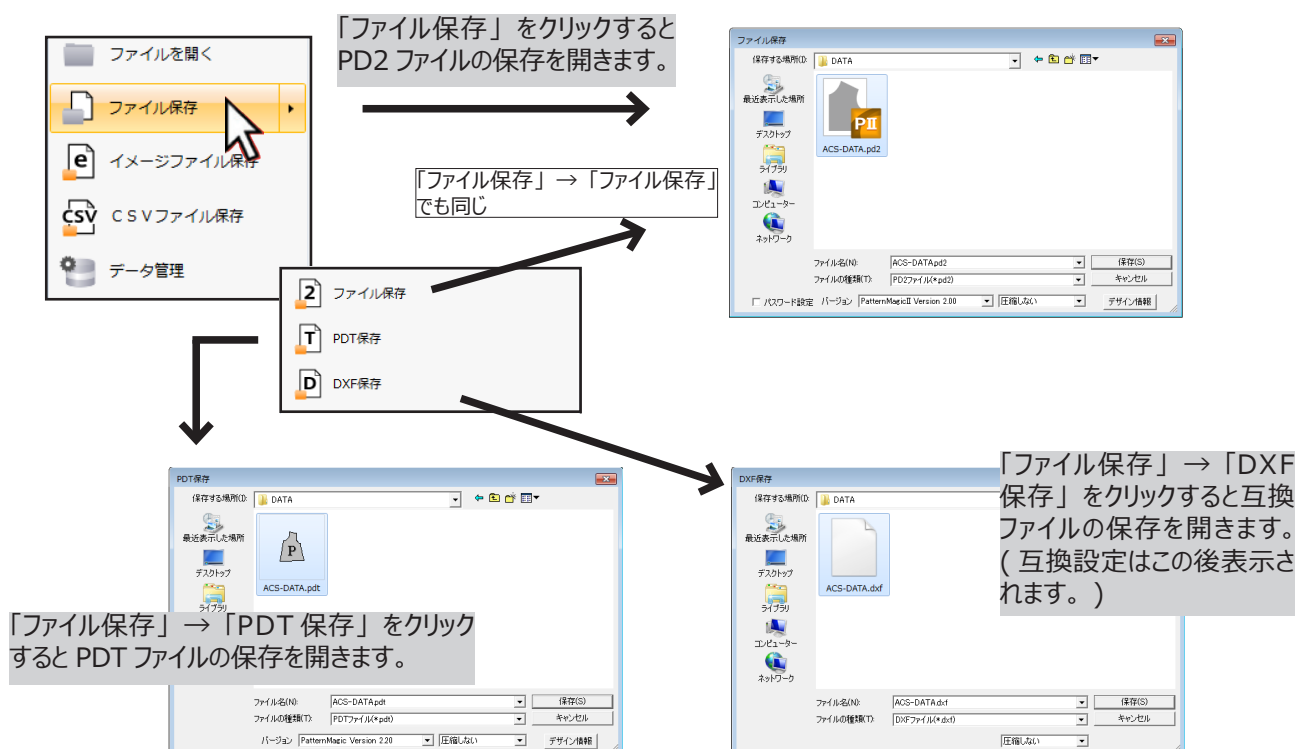 「ファイル保存」をクリックすると
PD2 ファイルの保存を開きます。
ファイルを開く
ファイル保存
イメージファイル保存
CSV
ＣＳＶファイル保存
データ管理
「ファイル保存」→「ファイル保存」
でも同じ
2 ファイル保存
T PDT保存
D DXF保存
ファイル保存
保存する場所(I):
DATA
最近表示した場所
デスクトップ
ライブラリ
コンピューター
ネットワーク
PII
ACS-DATA.pd2
ファイル名(N): ACS-DATA.pd2 保存(S)
ファイルの種類(T): PD2ファイル(*.pd2) キャンセル
パスワード設定 バージョン PatternMagicII Version 2.00 圧縮しない デザイン情報
PDT保存
保存する場所(I):
DATA
最近表示した場所
デスクトップ
ライブラリ
P
ACS-DATA.pdt
「ファイル保存」→「PDT 保存」をクリック
すると PDT ファイルの保存を開きます。
ファイル名(N): ACS-DATA.pdt 保存(S)
ファイルの種類(T): PDTファイル(*.pdt) キャンセル
バージョン PatternMagic Version 2.20 圧縮しない デザイン情報
DXF保存
保存する場所(I):
DATA
最近表示した場所
デスクトップ
ライブラリ
コンピューター
ネットワーク
ACS-DATA.dxf
「ファイル保存」→「DXF
保存」をクリックすると互換
ファイルの保存を開きます。
( 互換設定はこの後表示さ
れます。)
ファイル名(N): ACS-DATA.dxf 保存(S)
ファイルの種類(T): DXFファイル(*.dxf) キャンセル
圧縮しない